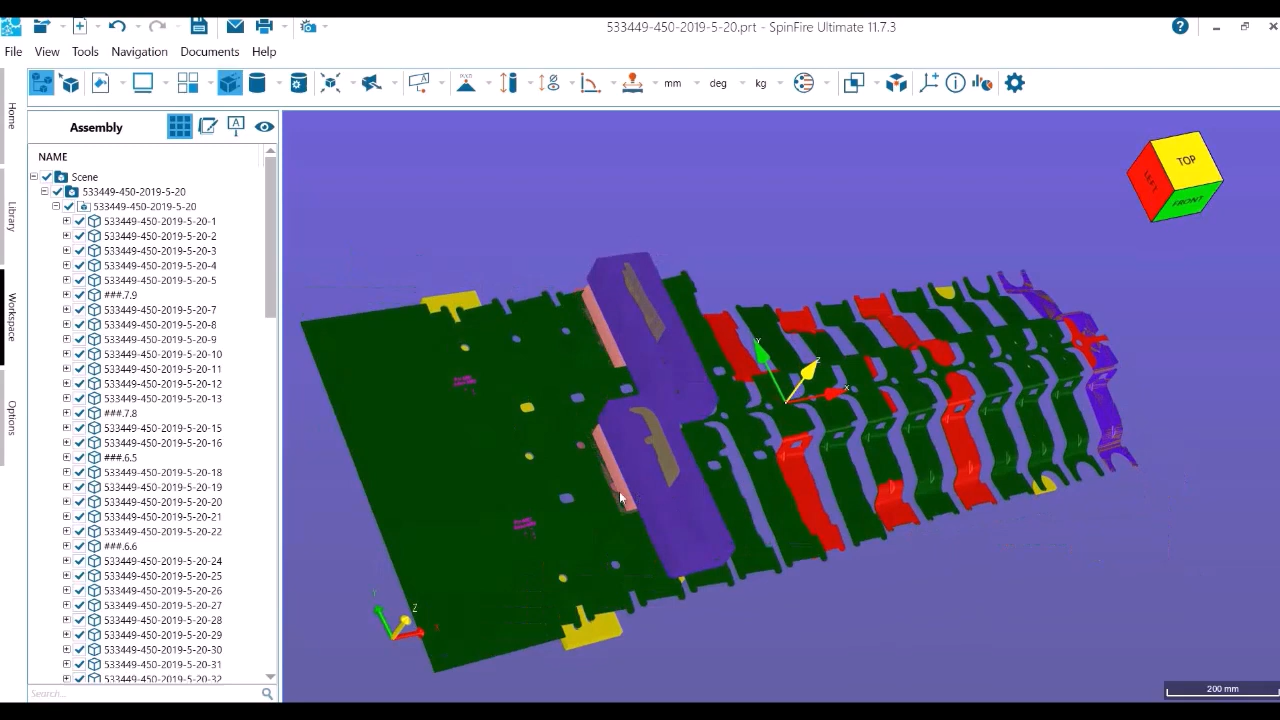 533449-450-2019-5-20.prt - SpinFire Ultimate 11.7.3
File View Tools Navigation Documents Help
mm deg kg
Home
Library
Workspace
Options
Assembly
NAME
Scene
533449-450-2019-5-20
533449-450-2019-5-20
533449-450-2019-5-20-1
533449-450-2019-5-20-2
533449-450-2019-5-20-3
533449-450-2019-5-20-4
533449-450-2019-5-20-5
###.7.9
533449-450-2019-5-20-7
533449-450-2019-5-20-8
533449-450-2019-5-20-9
533449-450-2019-5-20-10
533449-450-2019-5-20-11
533449-450-2019-5-20-12
533449-450-2019-5-20-13
###.7.8
533449-450-2019-5-20-15
533449-450-2019-5-20-16
###.6.5
533449-450-2019-5-20-18
533449-450-2019-5-20-19
533449-450-2019-5-20-20
533449-450-2019-5-20-21
533449-450-2019-5-20-22
###.6.6
533449-450-2019-5-20-24
533449-450-2019-5-20-25
533449-450-2019-5-20-26
533449-450-2019-5-20-27
533449-450-2019-5-20-28
533449-450-2019-5-20-29
533449-450-2019-5-20-30
533449-450-2019-5-20-31
533449-450-2019-5-20-32
Search...
TOP
LEFT
FRONT
Y
Z
X
Y
Z
X
200 mm